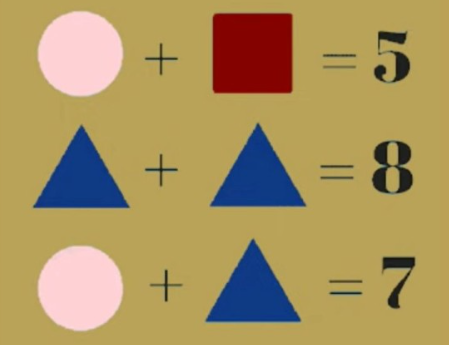 + = 5
+ = 8
+ = 7